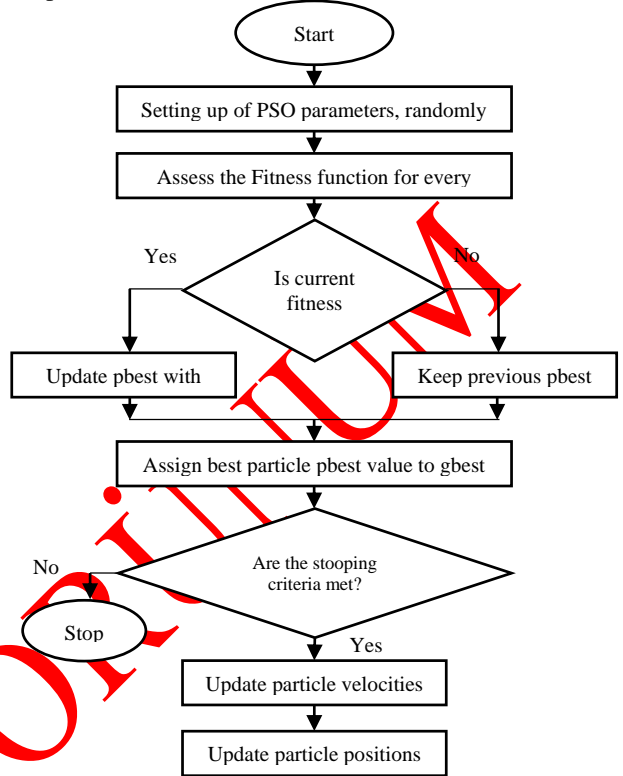 Start
Setting up of PSO parameters, randomly
Assess the Fitness function for every
Yes
No
Is current
fitness
Update pbest with
Keep previous pbest
Assign best particle pbest value to gbest
Are the stooping
criteria met?
No
Stop
Yes
Update particle velocities
Update particle positions